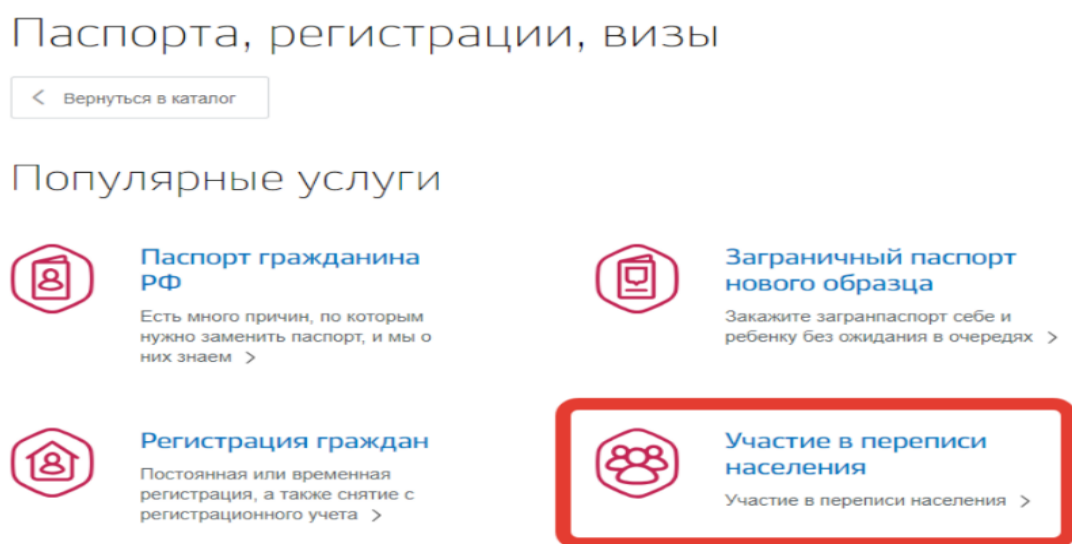 Паспорта, регистрации, визы
Вернуться в каталог
Популярные услуги
Паспорт гражданина
РФ
Есть много причин, по которым
нужно заменить паспорт, и мы о
них знаем >
Заграничный паспорт
нового образца
Закажите загранпаспорт себе и
ребенку без ожидания в очередях >
Регистрация граждан
Постоянная или временная
регистрация, а также снятие с
регистрационного учета >
Участие в переписи
населения
Участие в переписи населения >